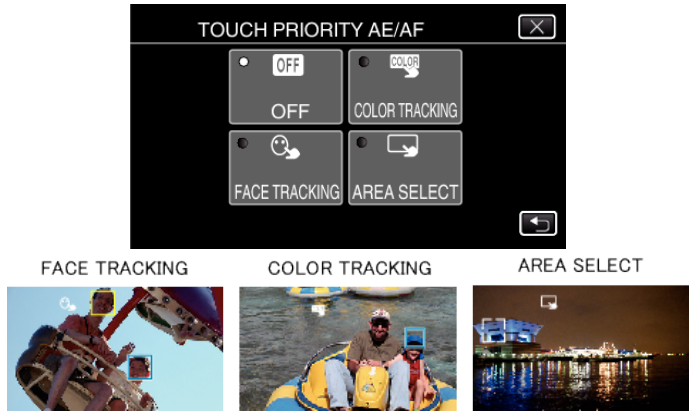 TOUCH PRIORITY AE/AF
OFF
OFF
COLOR
COLOR TRACKING
FACE TRACKING
AREA SELECT
FACE TRACKING
COLOR TRACKING
AREA SELECT